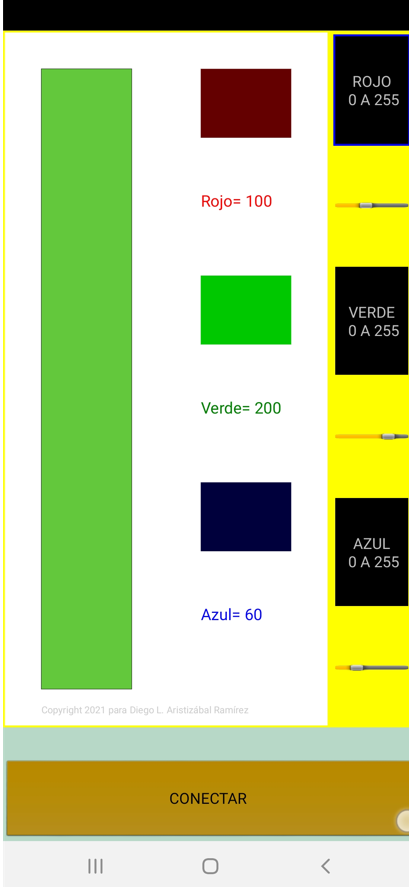 ROJO
0 A 255
Rojo= 100
VERDE
0 A 255
Verde= 200
AZUL
0 A 255
Azul= 60
Copyright 2021 para Diego L. Aristizábal Ramírez
CONECTAR